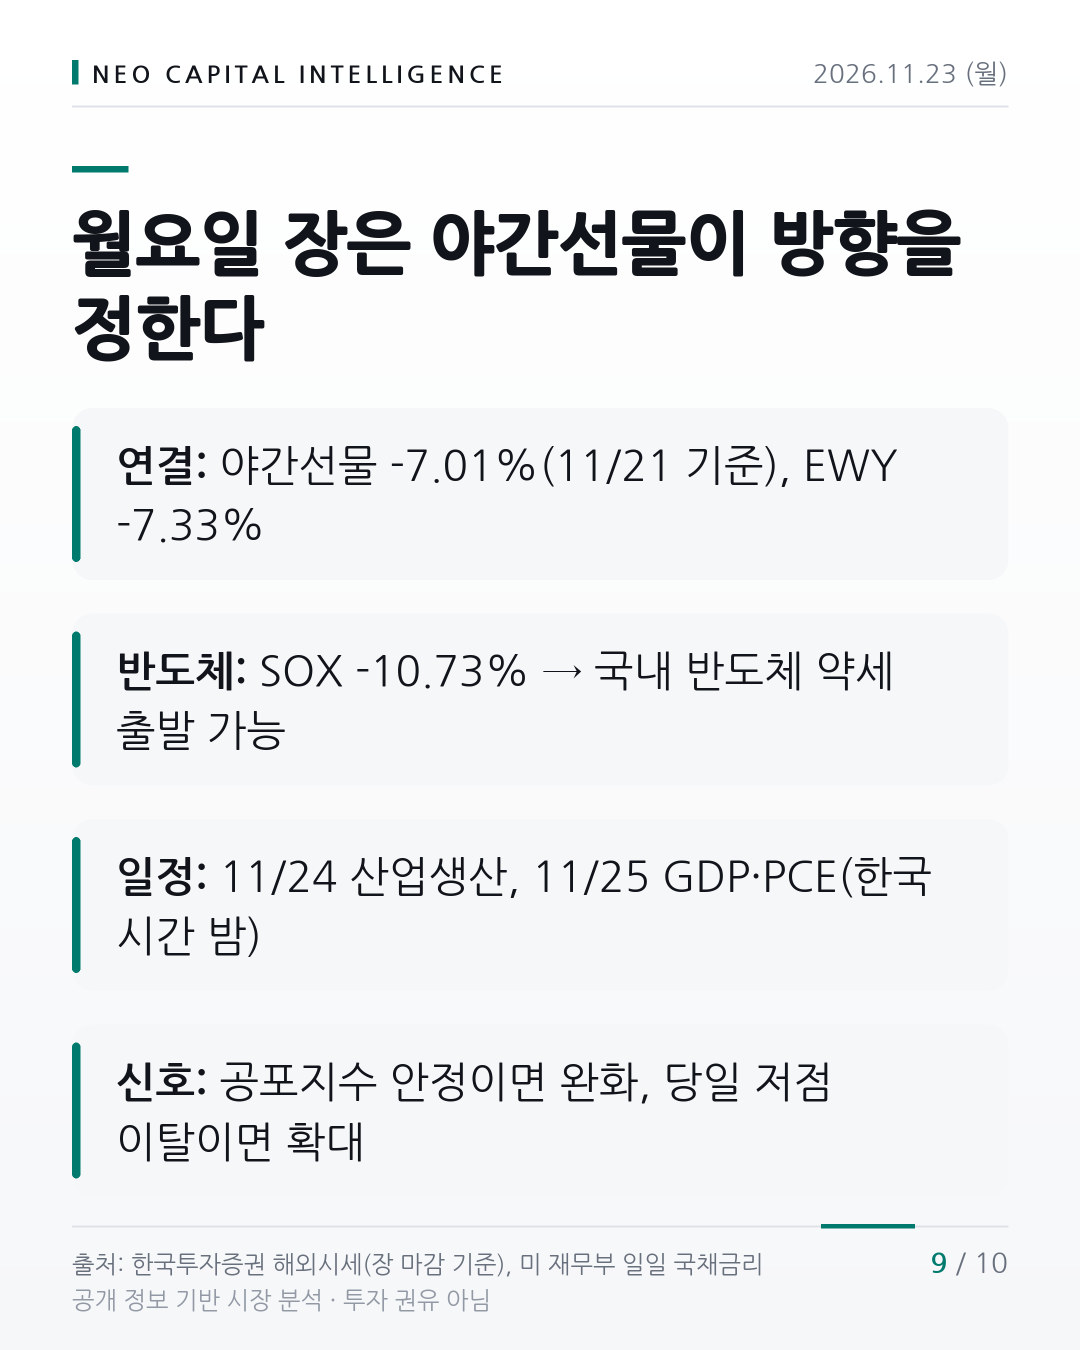 NEO CAPITAL INTELLIGENCE
2026.11.23 (월)
월요일 장은 야간선물이 방향을
정한다
연결: 야간선물 -7.01%(11/21 기준), EWY
-7.33%
반도체: SOX -10.73% → 국내 반도체 약세
출발 가능
일정: 11/24 산업생산, 11/25 GDP·PCE(한국
시간 밤)
신호: 공포지수 안정이면 완화, 당일 저점
이탈이면 확대
출처: 한국투자증권 해외시세(장 마감 기준), 미 재무부 일일 국채금리
9 / 10
공개 정보 기반 시장 분석 · 투자 권유 아님